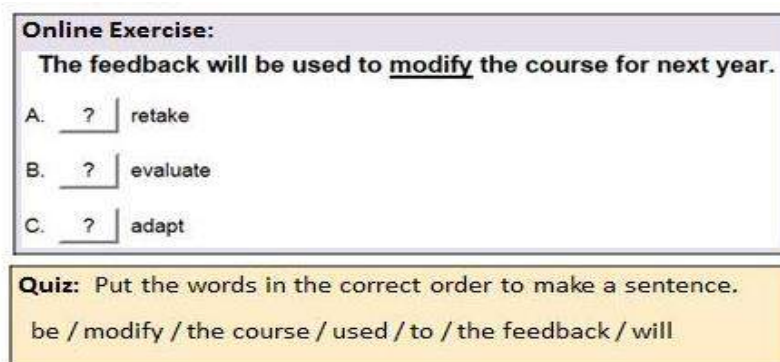 Online Exercise:
The feedback will be used to modify the course for next year.
A. ? retake
B. ? evaluate
C. ? adapt
Quiz: Put the words in the correct order to make a sentence.
be / modify / the course / used / to / the feedback / will